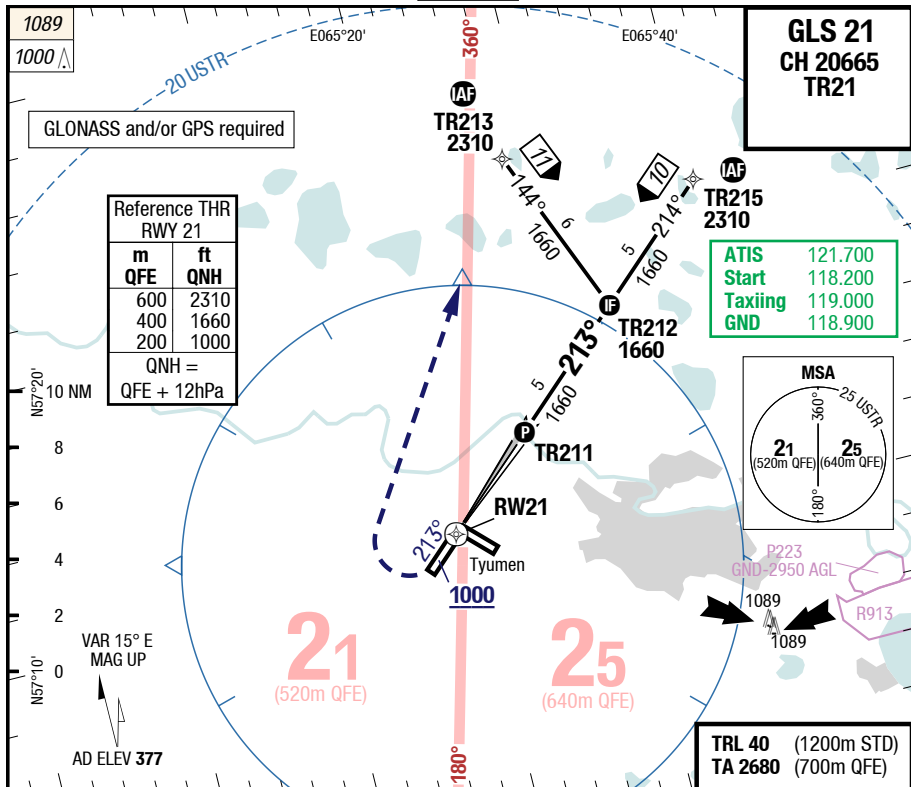 1089
1000
E065°20'
E065°40'
360°
20 USTR
GLS 21
CH 20665
TR21
GLONASS and/or GPS required
IAF
TR213
2310
11
10
IAF
TR215
2310
144°
6
1660
214°
5
1660
Reference THR
RWY 21
m ft
QFE QNH
600 2310
400 1660
200 1000
QNH =
QFE + 12hPa
ATIS 121.700
Start 118.200
Taxiing 119.000
GND 118.900
IF
TR212
1660
213°
5
1660
MSA
360°
25 USTR
21
(520m QFE)
25
(640m QFE)
180°
N57°20'
10 NM
8
6
4
2
0
N57°10'
P
TR211
RW21
213°
Tyumen
1000
P223
GND-2950 AGL
R913
1089
1089
VAR 15° E
MAG UP
AD ELEV 377
21
(520m QFE)
25
(640m QFE)
180°
TRL 40 (1200m STD)
TA 2680 (700m QFE)